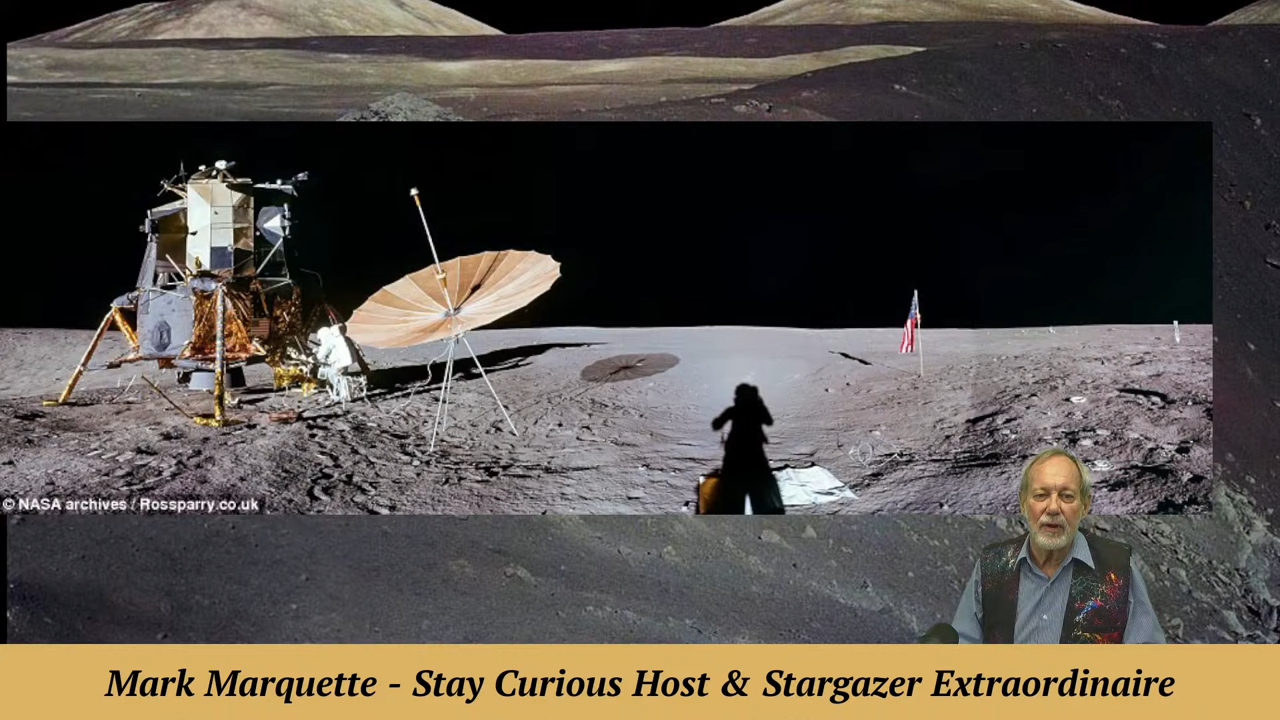 © NASA archives / Rossparry.co.uk
Mark Marquette - Stay Curious Host & Stargazer Extraordinaire